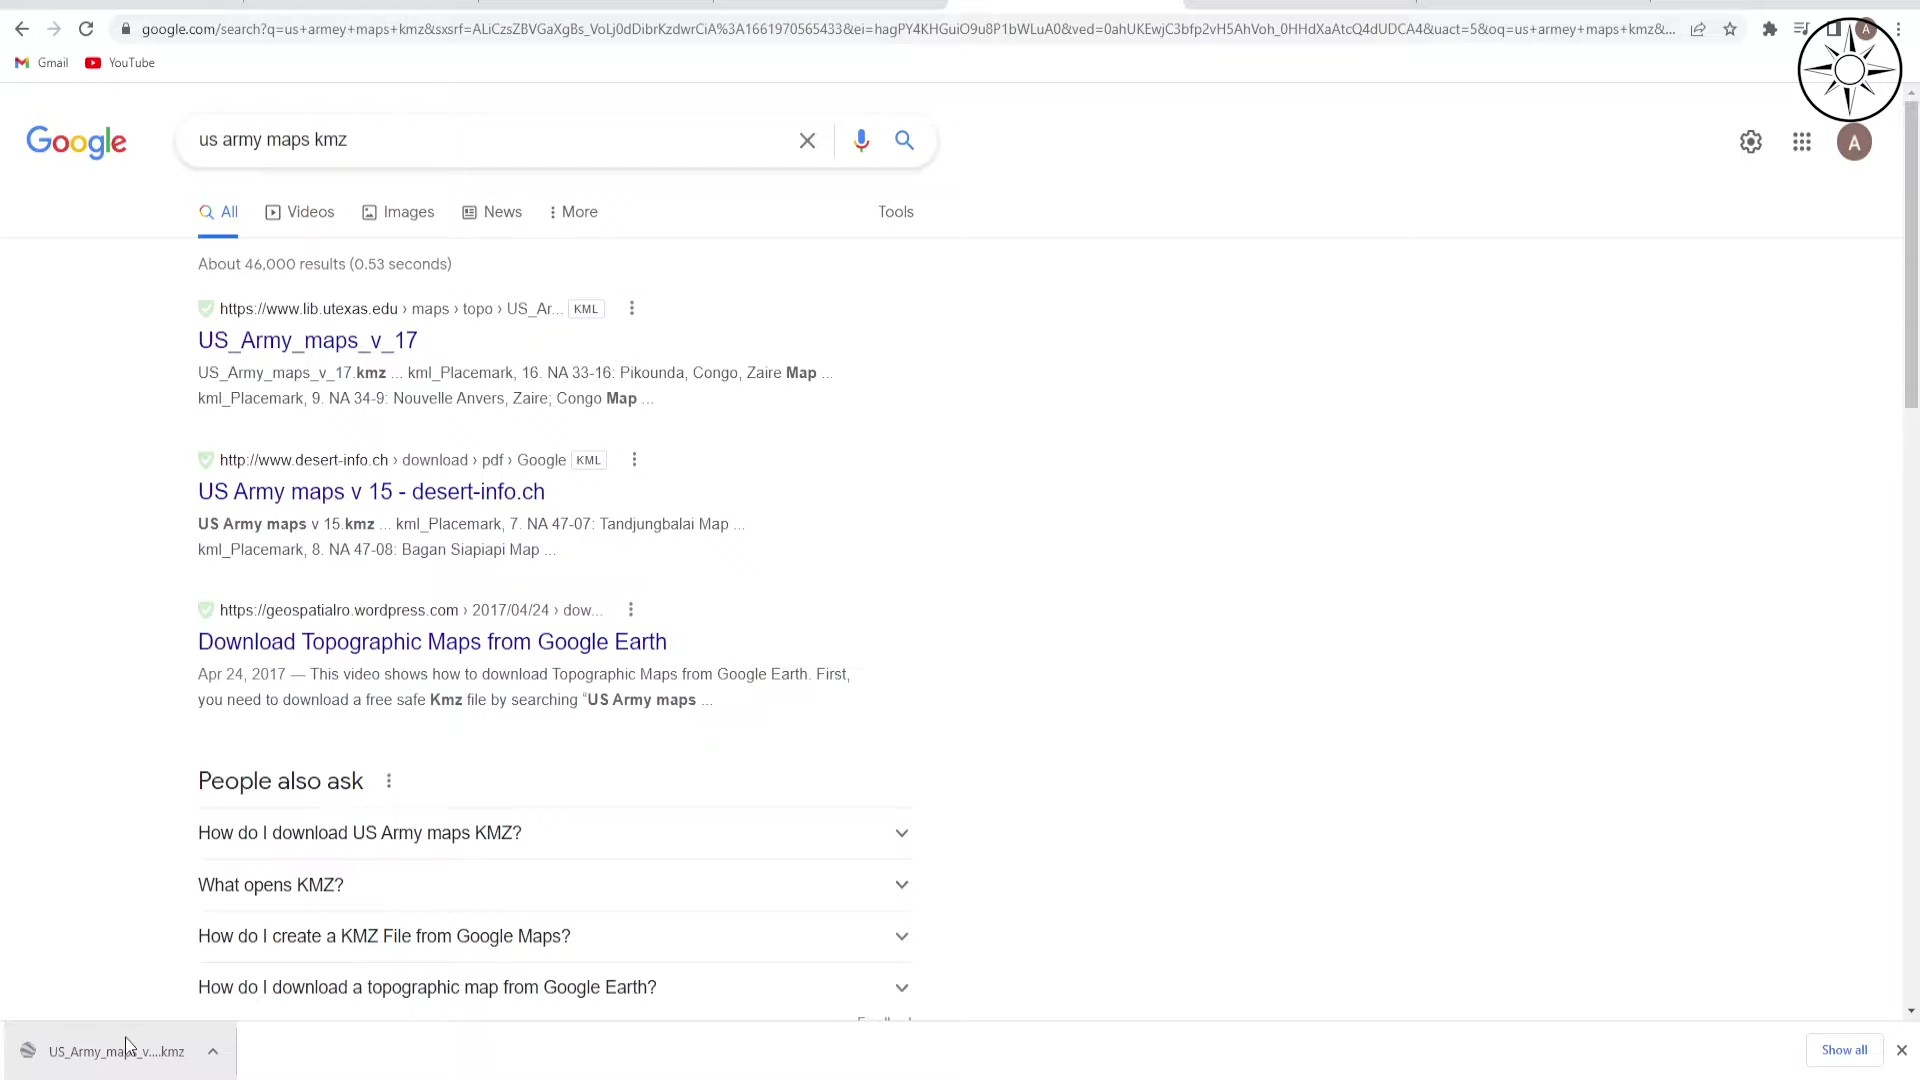 google.com/search?q=us+armey+maps+kmz&sxsrf=ALiCzsZBVGaXgBs_VoLj0dDibrKzdwrCiA%3A1661970565433&ei=hagPY4KHGuiO9u8P1bWLuA0&ved=0ahUKEwjC3bfp2vH5AhVoh_0HHdXaAtcQ4dUDCA4&uact=5&oq=us+armey+maps+kmz&...
A
Gmail
YouTube
Google
us army maps kmz
A
All
Videos
Images
News
More
Tools
About 46,000 results (0.53 seconds)
https://www.lib.utexas.edu › maps › topo › US_Ar... KML
US_Army_maps_v_17
US_Army_maps_v_17.kmz ... kml_Placemark, 16. NA 33-16: Pikounda, Congo, Zaire Map ...
kml_Placemark, 9. NA 34-9: Nouvelle Anvers, Zaire; Congo Map ...
http://www.desert-info.ch › download › pdf › Google KML
US Army maps v 15 - desert-info.ch
US Army maps v 15.kmz ... kml_Placemark, 7. NA 47-07: Tandjungbalai Map ...
kml_Placemark, 8. NA 47-08: Bagan Siapiapi Map ...
https://geospatialro.wordpress.com › 2017/04/24 › dow...
Download Topographic Maps from Google Earth
Apr 24, 2017 — This video shows how to download Topographic Maps from Google Earth. First,
you need to download a free safe Kmz file by searching “US Army maps ...
People also ask
How do I download US Army maps KMZ?
What opens KMZ?
How do I create a KMZ File from Google Maps?
How do I download a topographic map from Google Earth?
US_Army_maps_v....kmz
Show all